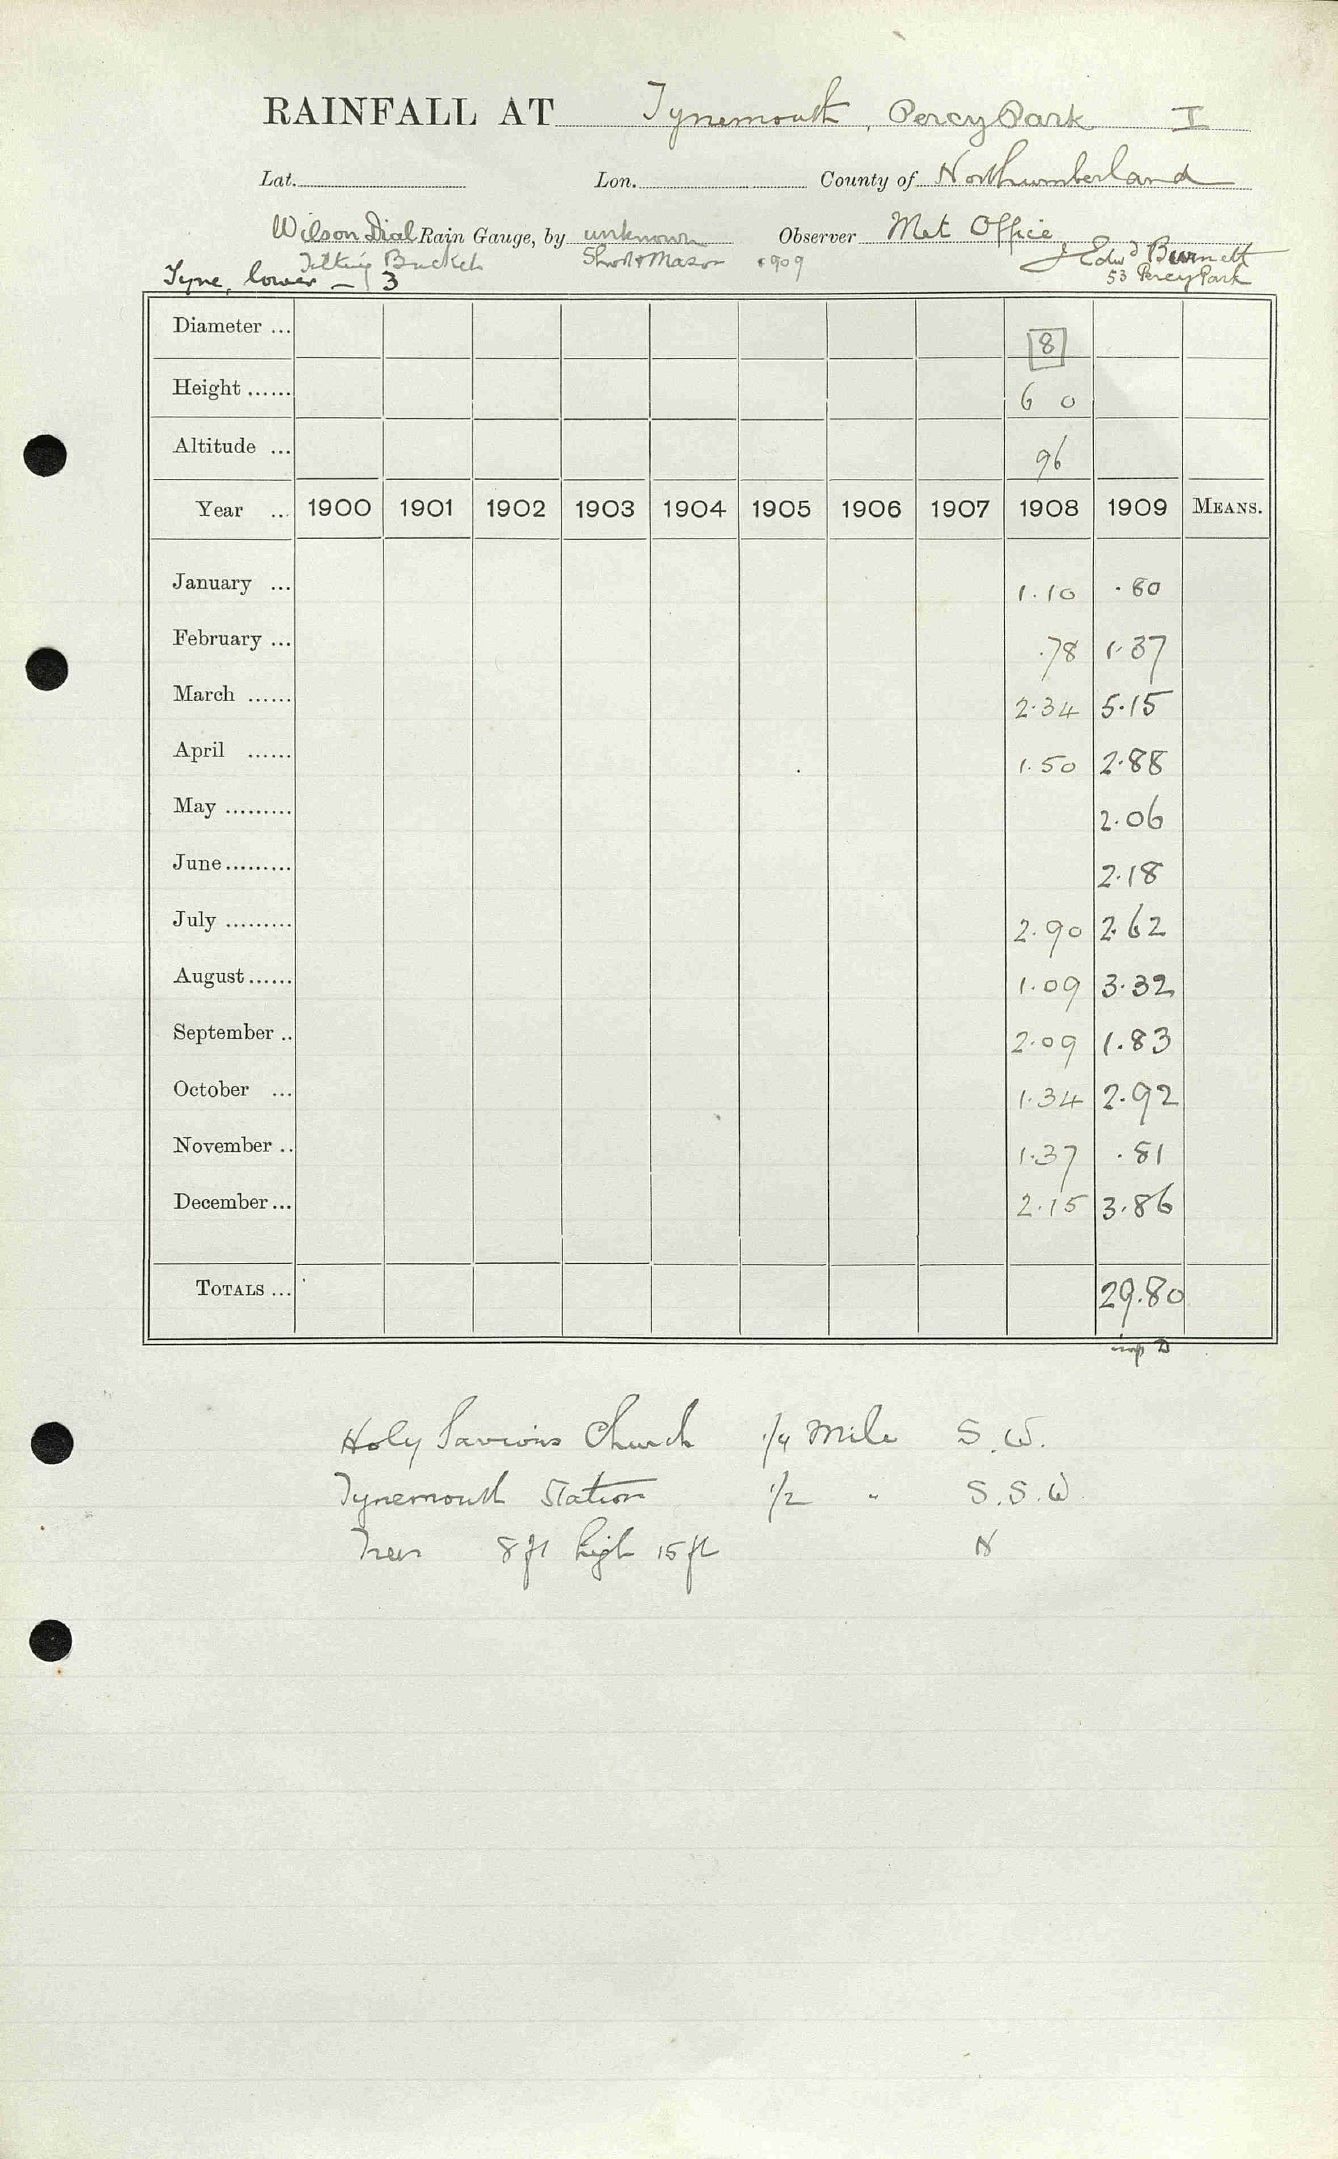 RAINFALL AT Tynemouth, Percy Park I
Lat. Lon. County of Northumberland
Wilson Dial Rain Gauge, by unknown Observer Met Office
Tilting Bucket Short & Mason 1909 J Edwd Burnett
Tyne, lower – 3 53 Percy Park
Diameter ... 8
Height ...... 6 0
Altitude ... 96
Year ... 1900 1901 1902 1903 1904 1905 1906 1907 1908 1909 MEANS.
January ... 1.10 .80
February ... .78 1.37
March ...... 2.34 5.15
April ...... 1.50 2.88
May ......... 2.06
June ......... 2.18
July ......... 2.90 2.62
August ...... 1.09 3.32
September .. 2.09 1.83
October ... 1.34 2.92
November .. 1.37 .81
December ... 2.15 3.86
TOTALS ... 29.80
Holy Saviours Church 1/4 Mile S.W.
Tynemouth Station 1/2 " S.S.W.
Trees 8 ft high 15 ft N